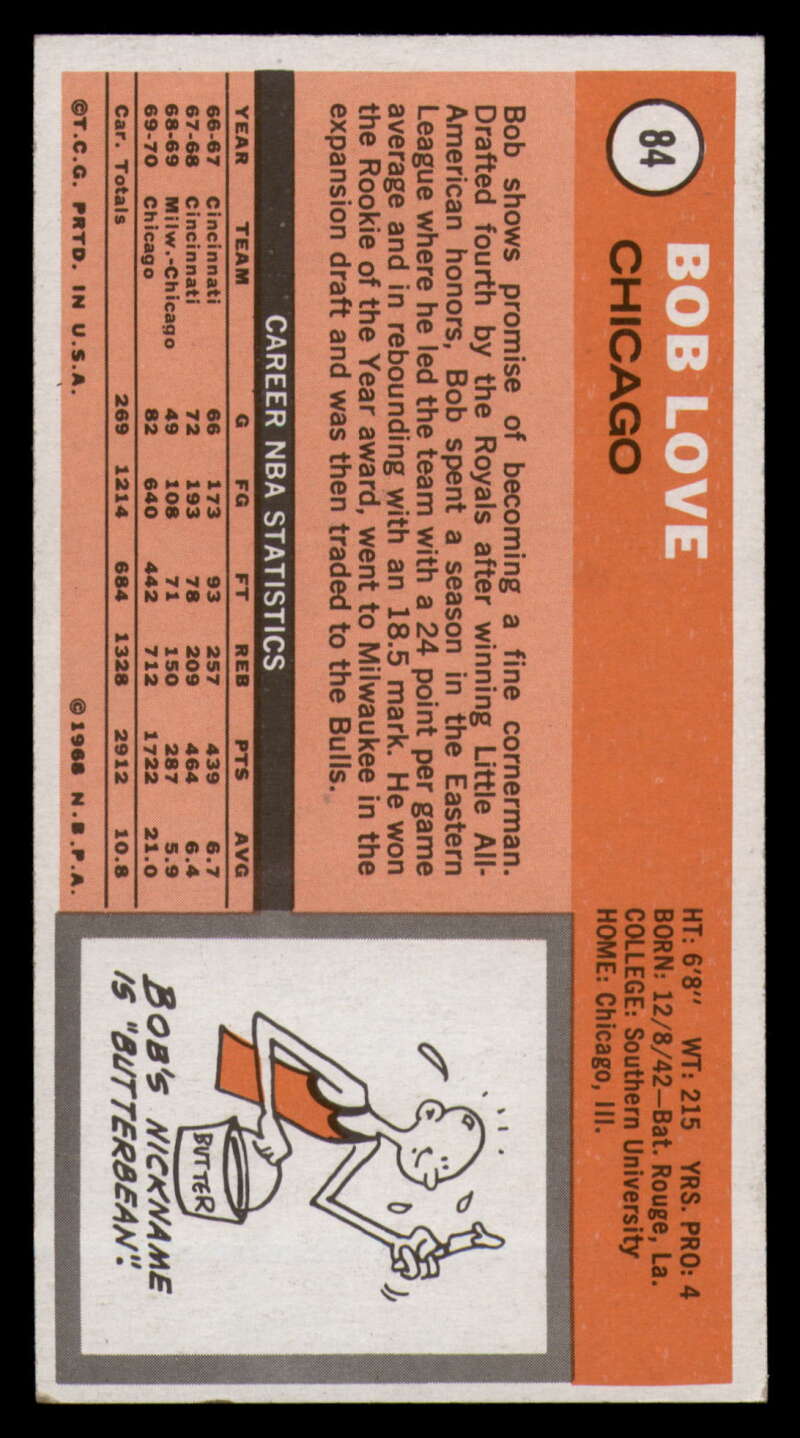 84
BOB LOVE
CHICAGO
HT: 6'8" WT: 215 YRS. PRO: 4
BORN: 12/8/42—Bat. Rouge, La.
COLLEGE: Southern University
HOME: Chicago, Ill.
Bob shows promise of becoming a fine cornerman.
Drafted fourth by the Royals after winning Little All-
American honors, Bob spent a season in the Eastern
League where he led the team with a 24 point per game
average and in rebounding with an 18.5 mark. He won
the Rookie of the Year award, went to Milwaukee in the
expansion draft and was then traded to the Bulls.
CAREER NBA STATISTICS
YEAR TEAM G FG FT REB PTS AVG
66-67 Cincinnati 66 173 93 257 439 6.7
67-68 Cincinnati 72 193 78 209 464 6.4
68-69 Milw.-Chicago 49 108 71 150 287 5.9
69-70 Chicago 82 640 442 712 1722 21.0
Car. Totals 269 1214 684 1328 2912 10.8
©T.C.G. PRTD. IN U.S.A. ©1968 N.B.P.A.
BUTTER
BOB'S NICKNAME
IS "BUTTERBEAN".